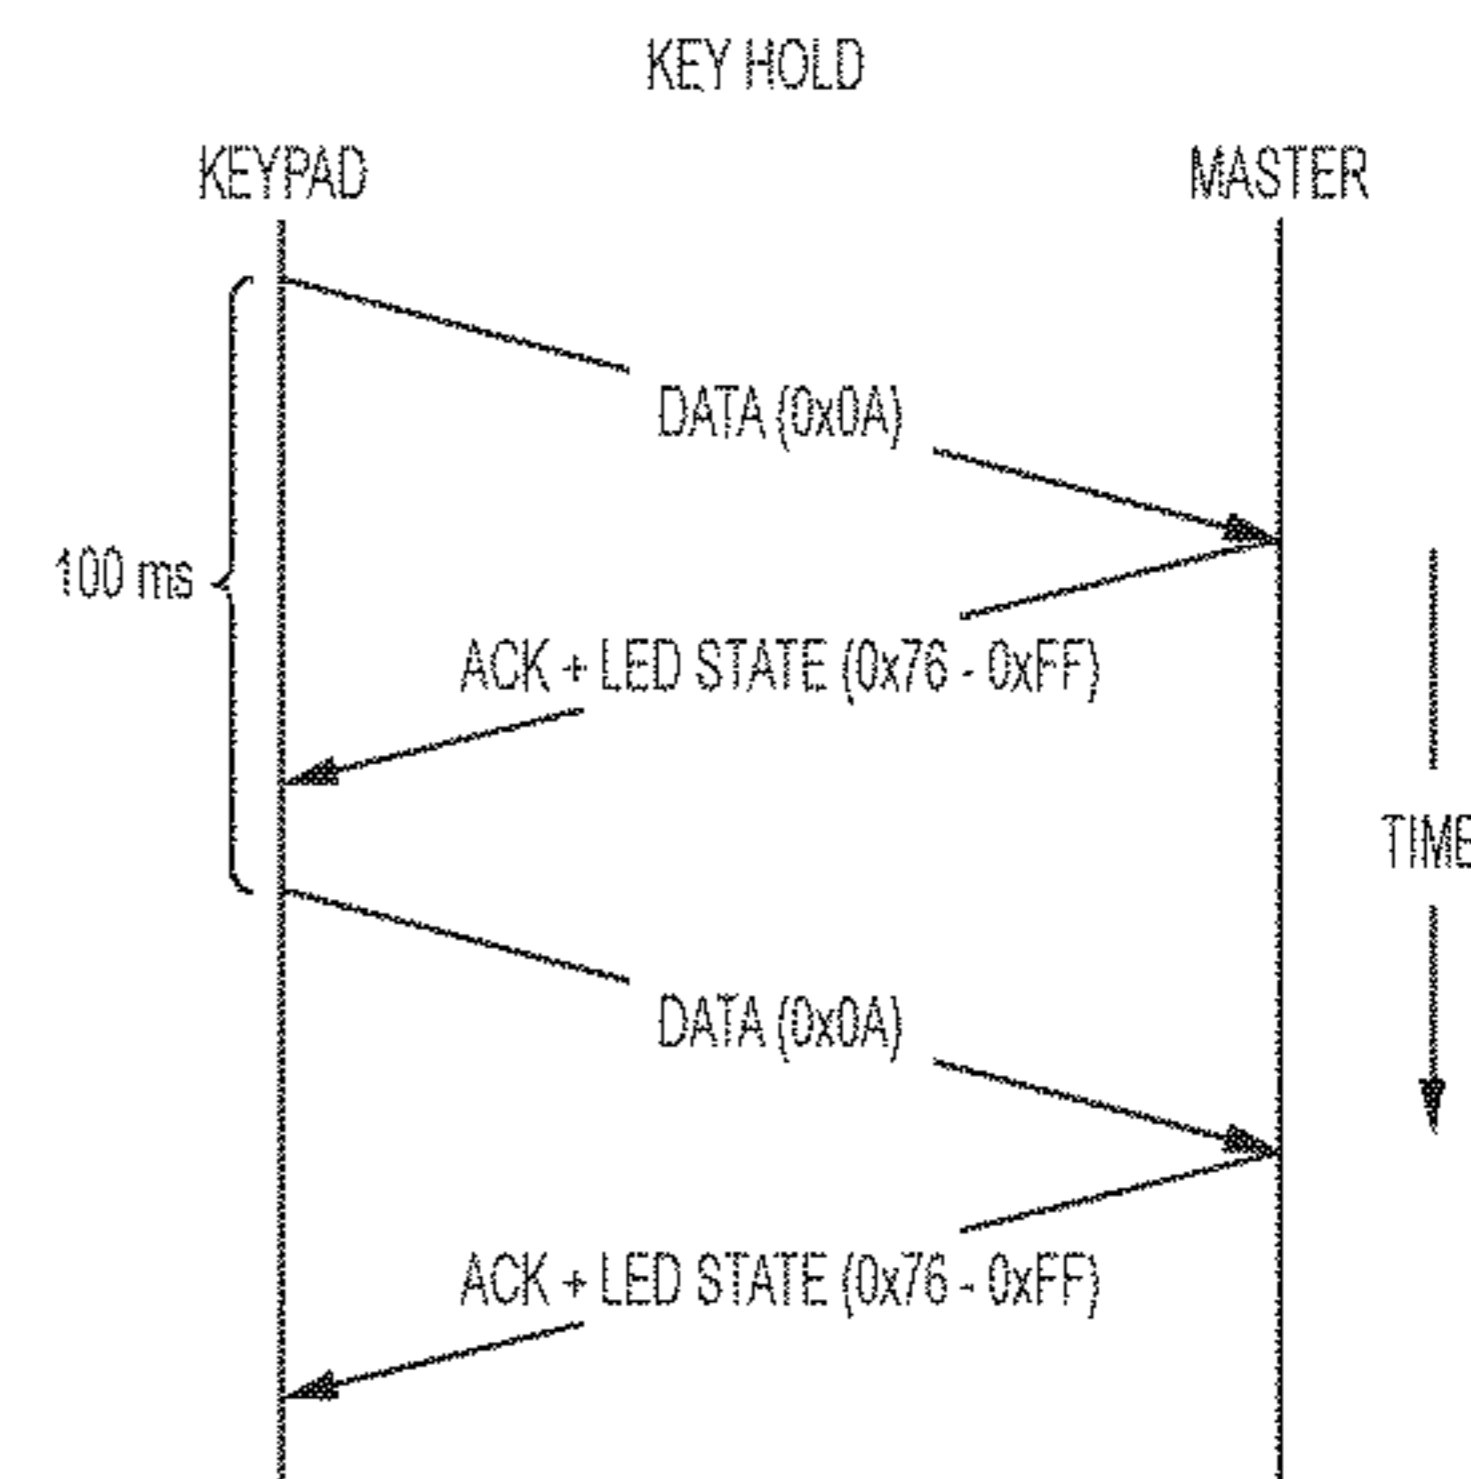 KEY HOLD
KEYPAD
MASTER
DATA (0x0A)
100 ms
ACK + LED STATE (0x76 - 0xFF)
TIME
DATA (0x0A)
ACK + LED STATE (0x76 - 0xFF)